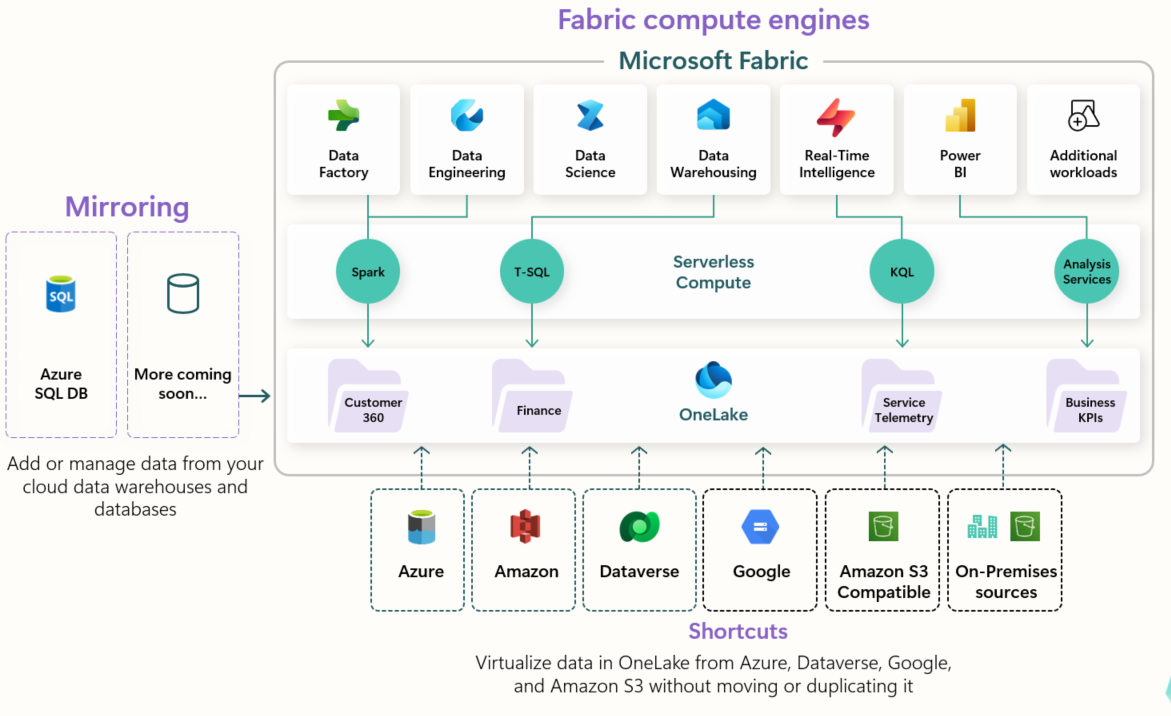 Fabric compute engines
Microsoft Fabric
Data
Factory
Data
Engineering
Data
Science
Data
Warehousing
Real-Time
Intelligence
Power
BI
Additional
workloads
Mirroring
SQL
Azure
SQL DB
More coming
soon...
Add or manage data from your
cloud data warehouses and
databases
Spark
T-SQL
Serverless
Compute
KQL
Analysis
Services
Customer
360
Finance
OneLake
Service
Telemetry
Business
KPIs
Azure
Amazon
Dataverse
Google
Amazon S3
Compatible
On-Premises
sources
Shortcuts
Virtualize data in OneLake from Azure, Dataverse, Google,
and Amazon S3 without moving or duplicating it